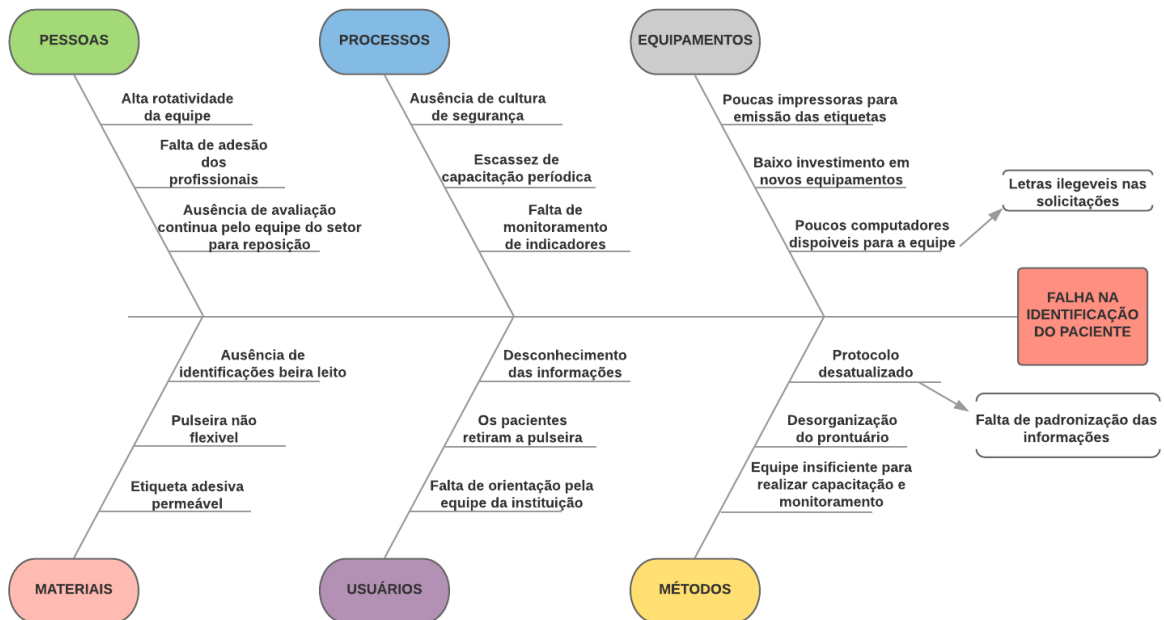 PESSOAS
PROCESSOS
EQUIPAMENTOS
Alta rotatividade
da equipe
Falta de adesão
dos
profissionais
Ausência de avaliação
continua pelo equipe do setor
para reposição
Ausência de cultura
de segurança
Escassez de
capacitação períodica
Falta de
monitoramento
de indicadores
Poucas impressoras para
emissão das etiquetas
Baixo investimento em
novos equipamentos
Poucos computadores
dispoiveis para a equipe
Letras ilegeveis nas
solicitações
FALHA NA
IDENTIFICAÇÃO
DO PACIENTE
Ausência de
identificações beira leito
Pulseira não
flexivel
Etiqueta adesiva
permeável
Desconhecimento
das informações
Os pacientes
retiram a pulseira
Falta de orientação pela
equipe da instituição
Protocolo
desatualizado
Desorganização
do prontuário
Equipe insificiente para
realizar capacitação e
monitoramento
Falta de padronização das
informações
MATERIAIS
USUÁRIOS
MÉTODOS